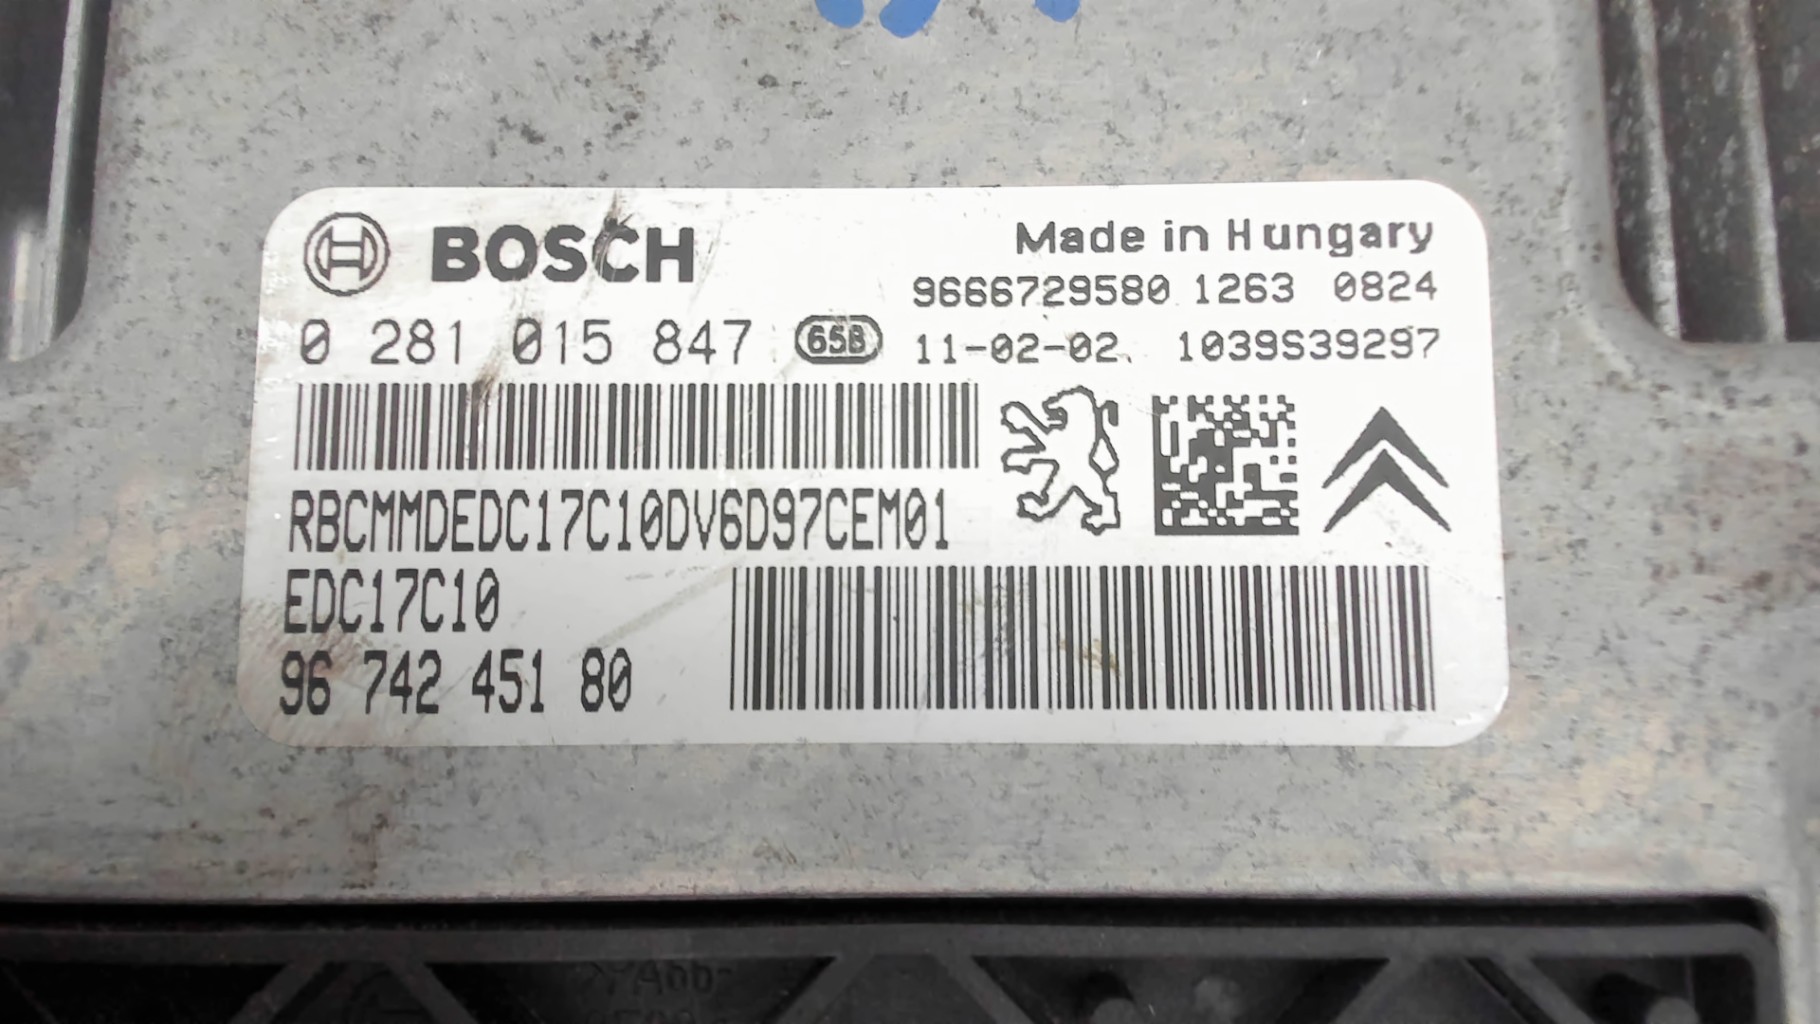 BOSCH
Made in Hungary
9666729580 1263 0824
0 281 015 847 65B 11-02-02 1039S39297
RBCMMDEDC17C10DV6D97CEM01
EDC17C10
96 742 451 80